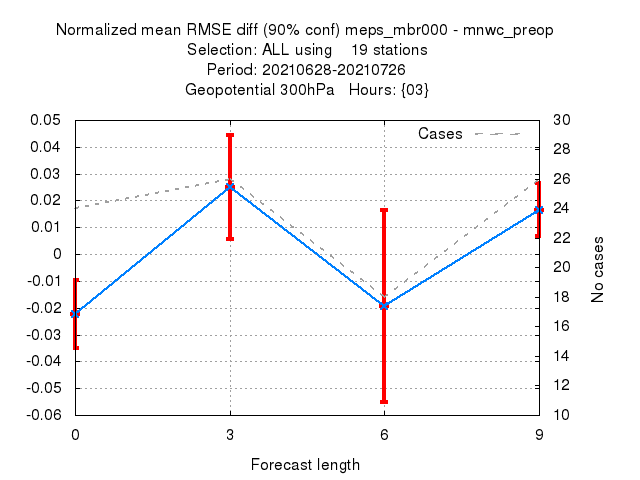 Normalized mean RMSE diff (90% conf) meps_mbr000 - mnwc_preop
Selection: ALL using 19 stations
Period: 20210628-20210726
Geopotential 300hPa Hours: {03}
0.05 30
0.04 28
0.03 26
0.02 24
0.01 22
0 20
-0.01 18
-0.02 16
-0.03 14
-0.04 12
-0.05 10
-0.06
Cases
No cases
0 3 6 9
Forecast length